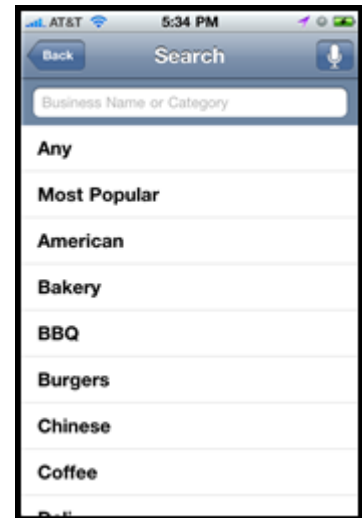 AT&T 5:34 PM
Back Search
Business Name or Category
Any
Most Popular
American
Bakery
BBQ
Burgers
Chinese
Coffee